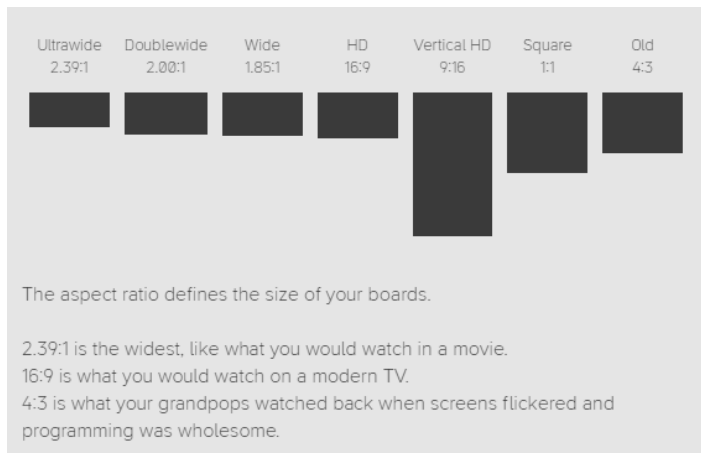 Ultrawide Doublewide Wide HD Vertical HD Square Old
2.39:1 2.00:1 1.85:1 16:9 9:16 1:1 4:3
The aspect ratio defines the size of your boards.
2.39:1 is the widest, like what you would watch in a movie.
16:9 is what you would watch on a modern TV.
4:3 is what your grandpops watched back when screens flickered and
programming was wholesome.